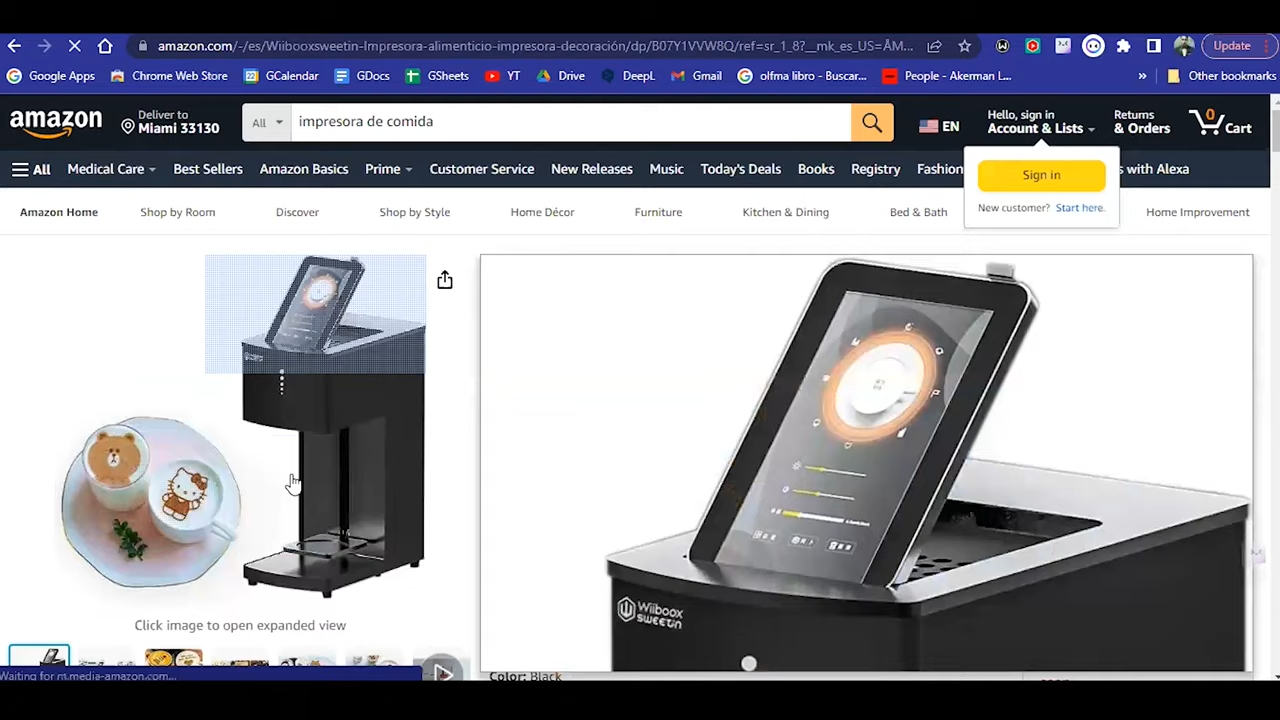 amazon.com/-/es/Wiibooxsweetin-Impresora-alimenticio-impresora-decoración/dp/B07Y1VVW8Q/ref=sr_1_8?__mk_es_US=ÅM...
Update
Google Apps
Chrome Web Store
GCalendar
GDocs
GSheets
YT
Drive
DeepL
Gmail
olfma libro - Buscar...
People - Akerman L...
»
Other bookmarks
amazon
Deliver to
Miami 33130
All
impresora de comida
EN
Hello, sign in
Account & Lists
Returns
& Orders
0
Cart
All
Medical Care
Best Sellers
Amazon Basics
Prime
Customer Service
New Releases
Music
Today's Deals
Books
Registry
Fashion
s with Alexa
Sign in
New customer? Start here.
Amazon Home
Shop by Room
Discover
Shop by Style
Home Décor
Furniture
Kitchen & Dining
Bed & Bath
Home Improvement
Wiiboox
SWEETIN
Click image to open expanded view
Waiting for m.media-amazon.com...
Color: Black